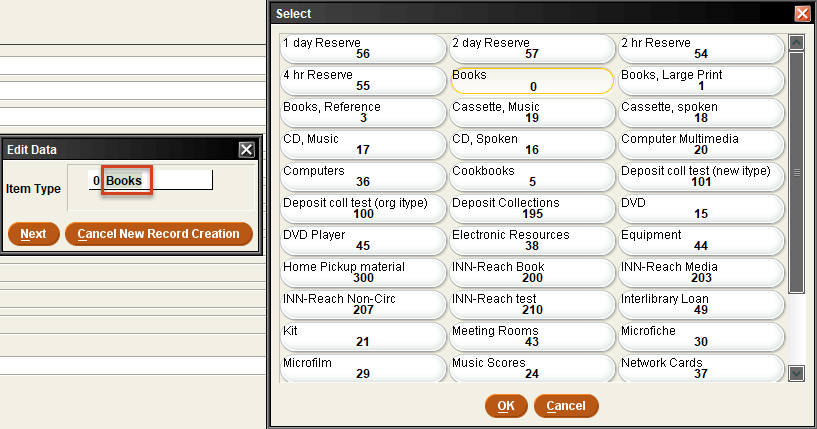 Edit Data
Item Type 0 Books
Next Cancel New Record Creation
Select
1 day Reserve 2 day Reserve 2 hr Reserve
56 57 54
4 hr Reserve Books Books, Large Print
55 0 1
Books, Reference Cassette, Music Cassette, spoken
3 19 18
CD, Music CD, Spoken Computer Multimedia
17 16 20
Computers Cookbooks Deposit coll test (new itype)
36 5 101
Deposit coll test (org itype) Deposit Collections DVD
100 195 15
DVD Player Electronic Resources Equipment
45 38 44
Home Pickup material INN-Reach Book INN-Reach Media
300 200 203
INN-Reach Non-Circ INN-Reach test Interlibrary Loan
207 210 49
Kit Meeting Rooms Microfiche
21 43 30
Microfilm Music Scores Network Cards
29 24 37
OK Cancel